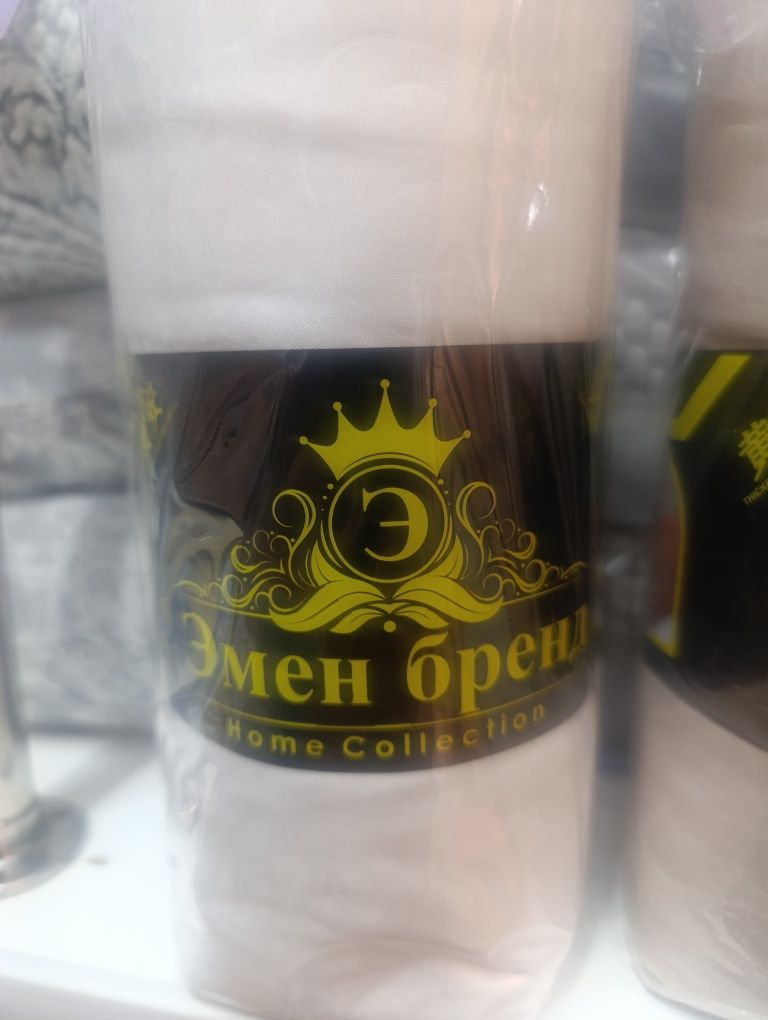 Э
Эмен бренд
Home Collection